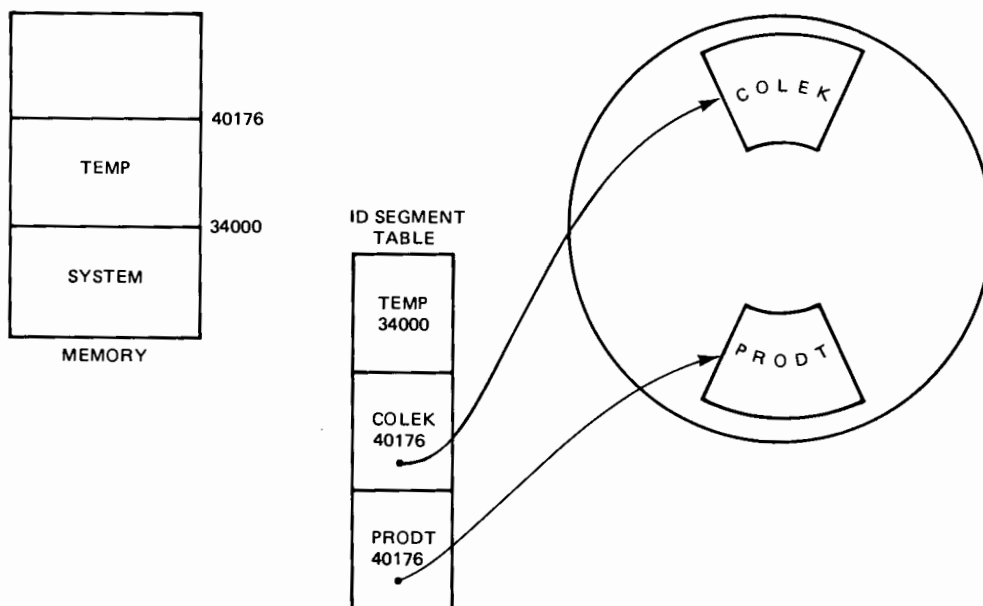 40176
TEMP
34000
SYSTEM
MEMORY
ID SEGMENT
TABLE
TEMP
34000
COLEK
40176
PRODT
40176
COLEK
PRODT